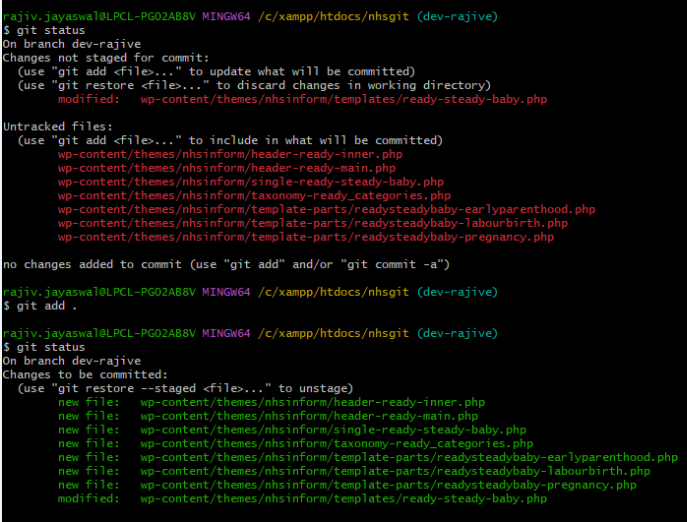 rajiv.jayaswal@LPCL-PG02AB8V MINGW64 /c/xampp/htdocs/nhsgit (dev-rajive)
$ git status
On branch dev-rajive
Changes not staged for commit:
  (use "git add <file>..." to update what will be committed)
  (use "git restore <file>..." to discard changes in working directory)
        modified:   wp-content/themes/nhsinform/templates/ready-steady-baby.php
Untracked files:
  (use "git add <file>..." to include in what will be committed)
        wp-content/themes/nhsinform/header-ready-inner.php
        wp-content/themes/nhsinform/header-ready-main.php
        wp-content/themes/nhsinform/single-ready-steady-baby.php
        wp-content/themes/nhsinform/taxonomy-ready_categories.php
        wp-content/themes/nhsinform/template-parts/readysteadybaby-earlyparenthood.php
        wp-content/themes/nhsinform/template-parts/readysteadybaby-labourbirth.php
        wp-content/themes/nhsinform/template-parts/readysteadybaby-pregnancy.php
no changes added to commit (use "git add" and/or "git commit -a")
rajiv.jayaswal@LPCL-PG02AB8V MINGW64 /c/xampp/htdocs/nhsgit (dev-rajive)
$ git add .
rajiv.jayaswal@LPCL-PG02AB8V MINGW64 /c/xampp/htdocs/nhsgit (dev-rajive)
$ git status
On branch dev-rajive
Changes to be committed:
  (use "git restore --staged <file>..." to unstage)
        new file:   wp-content/themes/nhsinform/header-ready-inner.php
        new file:   wp-content/themes/nhsinform/header-ready-main.php
        new file:   wp-content/themes/nhsinform/single-ready-steady-baby.php
        new file:   wp-content/themes/nhsinform/taxonomy-ready_categories.php
        new file:   wp-content/themes/nhsinform/template-parts/readysteadybaby-earlyparenthood.php
        new file:   wp-content/themes/nhsinform/template-parts/readysteadybaby-labourbirth.php
        new file:   wp-content/themes/nhsinform/template-parts/readysteadybaby-pregnancy.php
        modified:   wp-content/themes/nhsinform/templates/ready-steady-baby.php